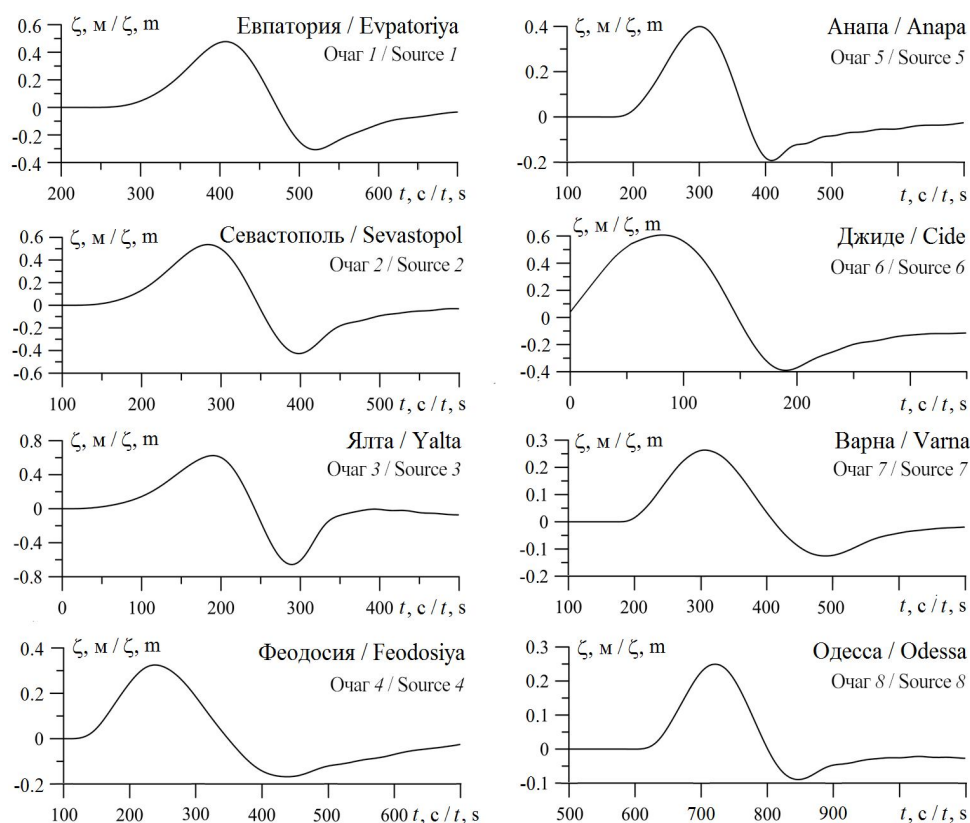 ζ, м / ζ, m
Евпатория / Evpatoriya
Очаг 1 / Source 1
0.6
0.4
0.2
0
-0.2
-0.4
200 300 400 500 600 t, с / t, s
ζ, м / ζ, m
Анапа / Anapa
Очаг 5 / Source 5
0.4
0.2
0
-0.2
100 200 300 400 500 t, с / t, s
ζ, м / ζ, m
Севастополь / Sevastopol
Очаг 2 / Source 2
0.6
0.4
0.2
0
-0.2
-0.4
-0.6
100 200 300 400 500 t, с / t, s
ζ, м / ζ, m
Джиде / Cide
Очаг 6 / Source 6
0.6
0.4
0.2
0
-0.2
-0.4
0 100 200 t, с / t, s
ζ, м / ζ, m
Ялта / Yalta
Очаг 3 / Source 3
0.8
0.4
0
-0.4
-0.8
0 100 200 300 400 t, с / t, s
ζ, м / ζ, m
Варна / Varna
Очаг 7 / Source 7
0.3
0.2
0.1
0
-0.1
-0.2
100 200 300 400 500 t, с / t, s
ζ, м / ζ, m
Феодосия / Feodosiya
Очаг 4 / Source 4
0.4
0.2
0
-0.2
100 200 300 400 500 600 t, с / t, s
ζ, м / ζ, m
Одесса / Odessa
Очаг 8 / Source 8
0.3
0.2
0.1
0
-0.1
500 600 700 800 900 t, с / t, s